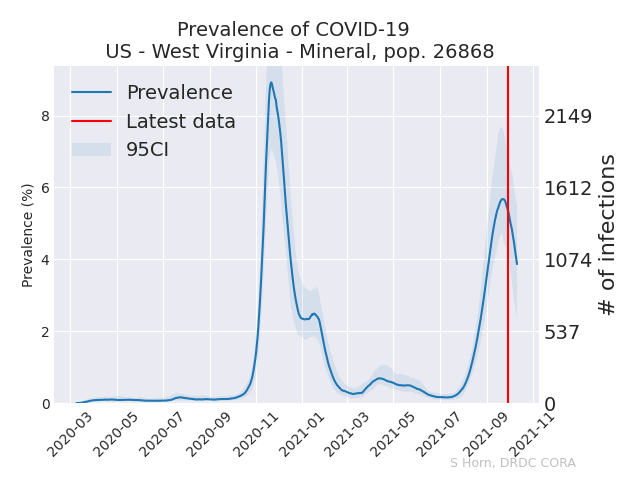 Prevalence of COVID-19
US - West Virginia - Mineral, pop. 26868
Prevalence
Latest data
95CI
Prevalence (%)
8
6
4
2
0
2149
1612
1074
537
0
# of infections
2020-03
2020-05
2020-07
2020-09
2020-11
2021-01
2021-03
2021-05
2021-07
2021-09
2021-11
S Horn, DRDC CORA